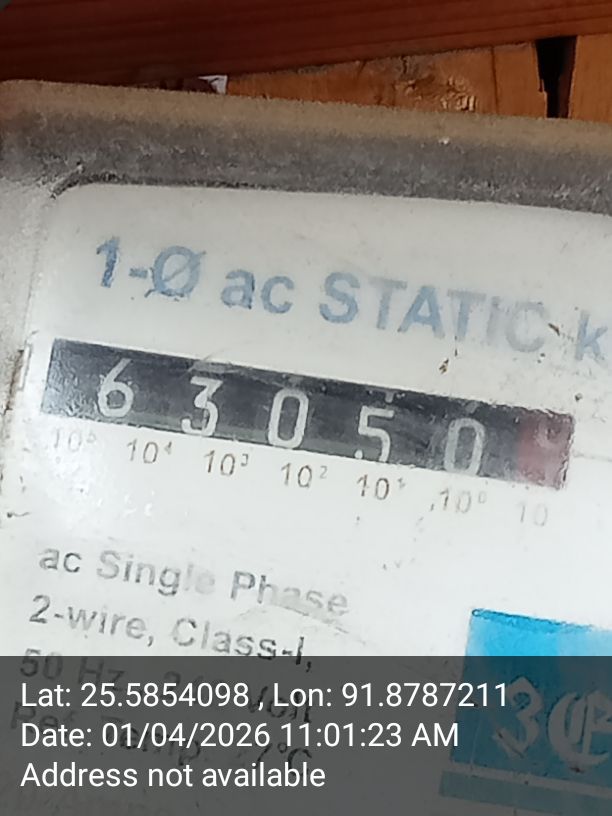 1-Ø ac STATIC k
6 3 0 5 0
10⁵ 10⁴ 10³ 10² 10¹ 10⁰ 10
ac Single Phase
2-wire, Class-I,
50 Hz,
Lat: 25.5854098 , Lon: 91.8787211
Date: 01/04/2026 11:01:23 AM
Address not available